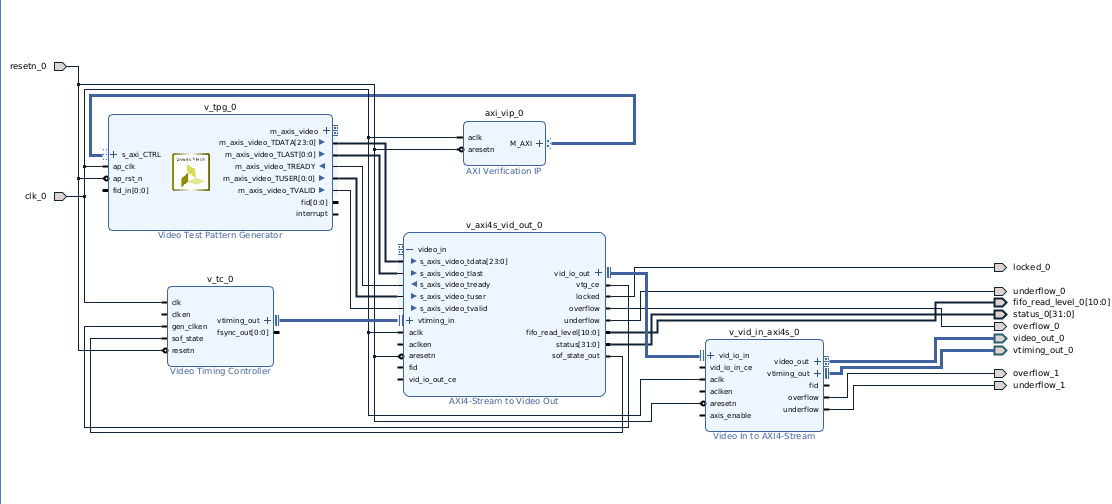 resetn_0
clk_0
v_tpg_0
m_axis_video
m_axis_video_TDATA[23:0]
m_axis_video_TLAST[0:0]
m_axis_video_TREADY
m_axis_video_TUSER[0:0]
m_axis_video_TVALID
fid[0:0]
interrupt
s_axi_CTRL
ap_clk
ap_rst_n
fid_in[0:0]
Video Test Pattern Generator
axi_vip_0
aclk
aresetn
M_AXI
AXI Verification IP
v_tc_0
clk
clken
gen_clken
sof_state
resetn
vtiming_out
fsync_out[0:0]
Video Timing Controller
v_axi4s_vid_out_0
video_in
s_axis_video_tdata[23:0]
s_axis_video_tlast
s_axis_video_tready
s_axis_video_tuser
s_axis_video_tvalid
vtiming_in
aclk
aclken
aresetn
fid
vid_io_out_ce
vid_io_out
vtg_ce
locked
overflow
underflow
fifo_read_level[10:0]
status[31:0]
sof_state_out
AXI4-Stream to Video Out
v_vid_in_axi4s_0
vid_io_in
vid_io_in_ce
aclk
aclken
aresetn
axis_enable
video_out
vtiming_out
fid
overflow
underflow
Video In to AXI4-Stream
locked_0
underflow_0
fifo_read_level_0[10:0]
status_0[31:0]
overflow_0
video_out_0
vtiming_out_0
overflow_1
underflow_1